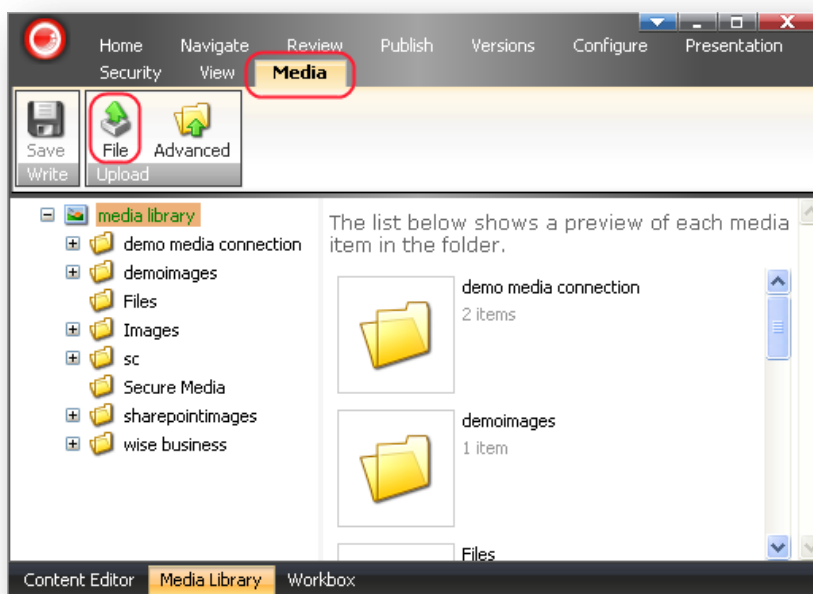 Home Navigate Review Publish Versions Configure Presentation
Security View Media
Save File Advanced
Write Upload
media library
demo media connection
demoimages
Files
Images
sc
Secure Media
sharepointimages
wise business
The list below shows a preview of each media
item in the folder.
demo media connection
2 items
demoimages
1 item
Files
Content Editor Media Library Workbox